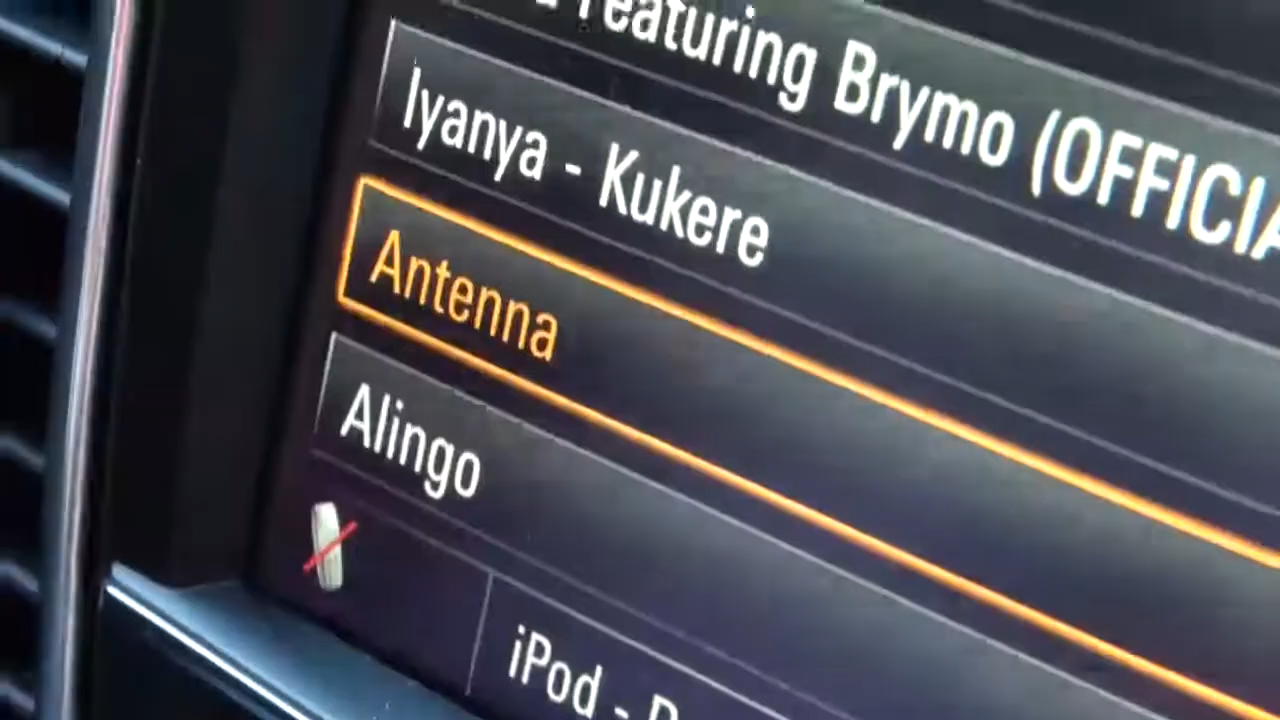 Featuring Brymo (OFFICIA
Iyanya - Kukere
Antenna
Alingo
iPod -